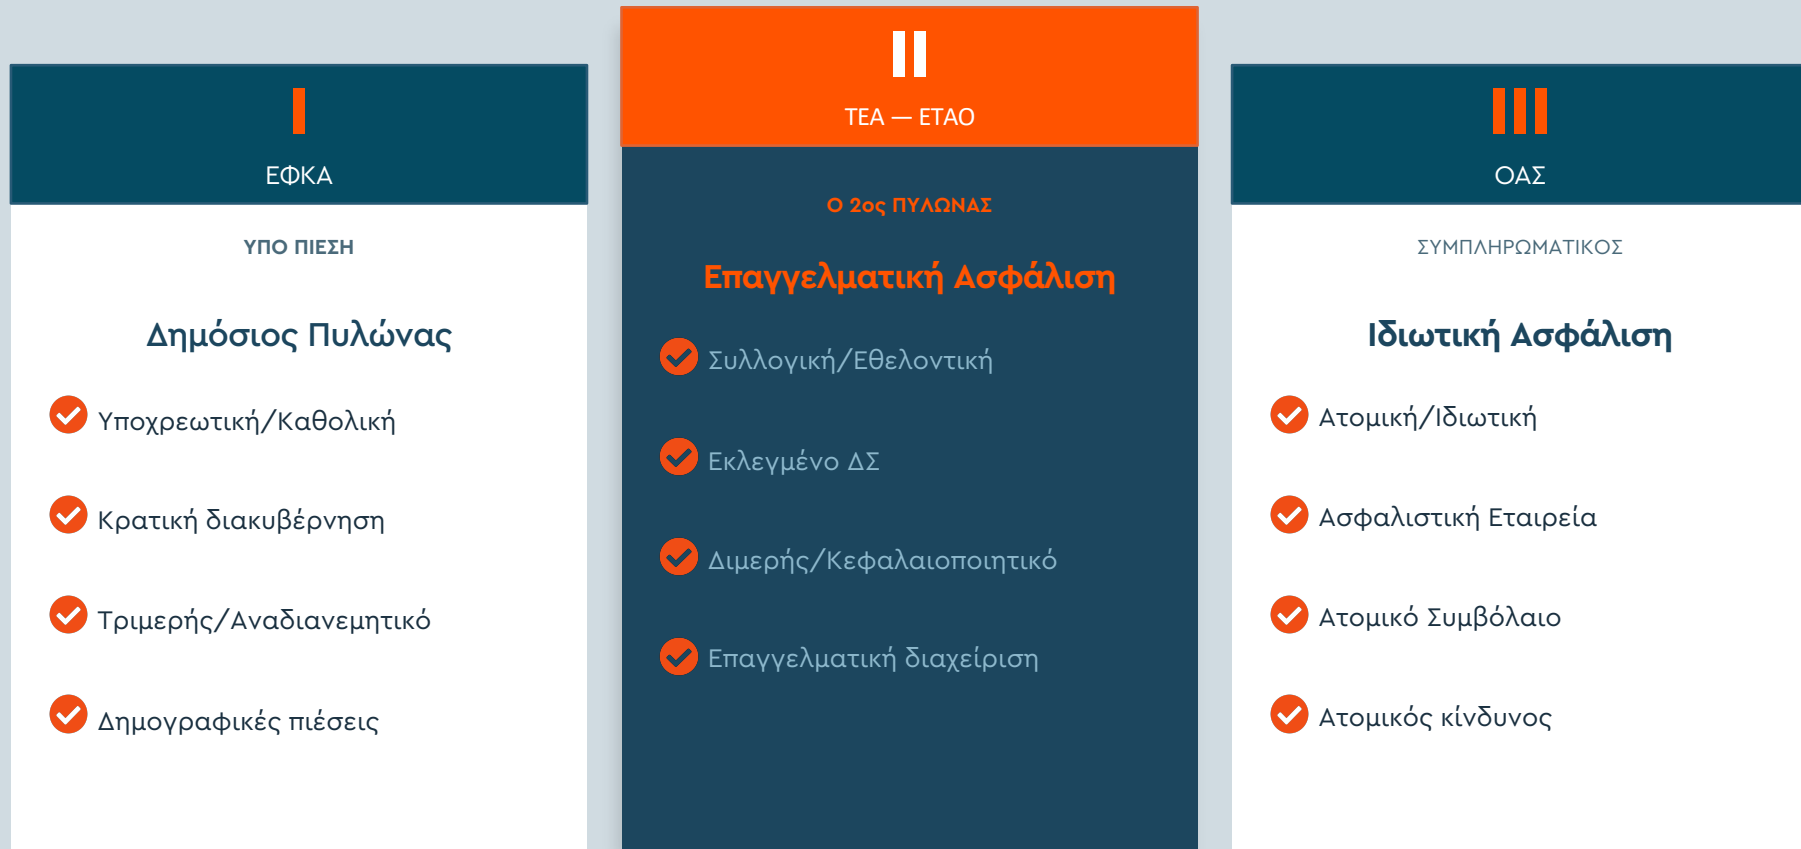 I
ΕΦΚΑ
ΥΠΟ ΠΙΕΣΗ
Δημόσιος Πυλώνας
Υποχρεωτική/Καθολική
Κρατική διακυβέρνηση
Τριμερής/Αναδιανεμητικό
Δημογραφικές πιέσεις
II
ΤΕΑ — ΕΤΑΟ
Ο 2ος ΠΥΛΩΝΑΣ
Επαγγελματική Ασφάλιση
Συλλογική/Εθελοντική
Εκλεγμένο ΔΣ
Διμερής/Κεφαλαιοποιητικό
Επαγγελματική διαχείριση
III
ΟΑΣ
ΣΥΜΠΛΗΡΩΜΑΤΙΚΟΣ
Ιδιωτική Ασφάλιση
Ατομική/Ιδιωτική
Ασφαλιστική Εταιρεία
Ατομικό Συμβόλαιο
Ατομικός κίνδυνος